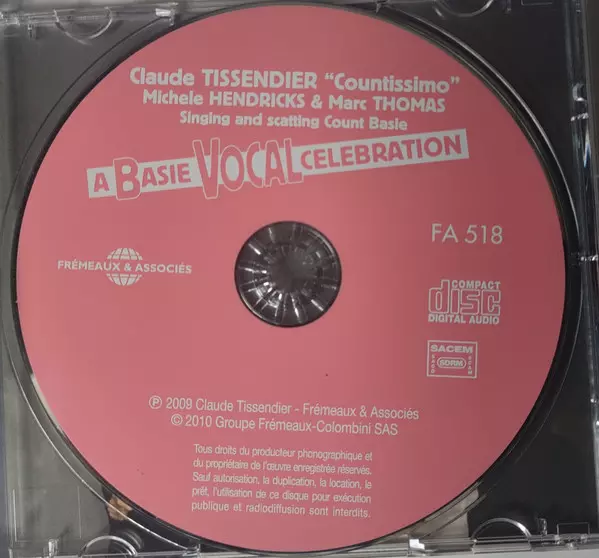 Claude TISSENDIER "Countissimo"
Michele HENDRICKS & Marc THOMAS
Singing and scatting Count Basie
A BASIE VOCAL CELEBRATION
FA 518
FRÉMEAUX & ASSOCIÉS
COMPACT
disc
DIGITAL AUDIO
SACEM
SDRM
SACD
SGAM
℗ 2009 Claude Tissendier - Frémeaux & Associés
© 2010 Groupe Frémeaux-Colombini SAS
Tous droits du producteur phonographique et
du propriétaire de l'œuvre enregistrée réservés.
Sauf autorisation, la duplication, la location, le
prêt, l'utilisation de ce disque pour exécution
publique et radiodiffusion sont interdits.